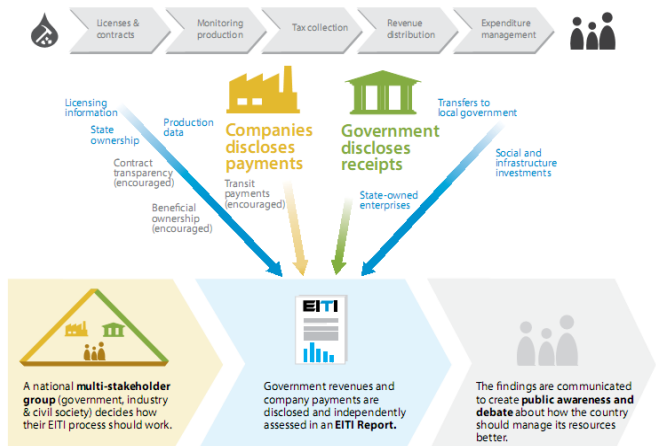 Licenses &
contracts
Monitoring
production
Tax collection
Revenue
distribution
Expenditure
management
Licensing
information
State
ownership
Production
data
Contract
transparency
(encouraged)
Beneficial
ownership
(encouraged)
Companies
discloses
payments
Transit
payments
(encouraged)
Government
discloses
receipts
State-owned
enterprises
Transfers to
local government
Social and
infrastructure
investments
A national multi-stakeholder
group (government, industry
& civil society) decides how
their EITI process should work.
EITI
Government revenues and
company payments are
disclosed and independently
assessed in an EITI Report.
The findings are communicated
to create public awareness and
debate about how the country
should manage its resources
better.